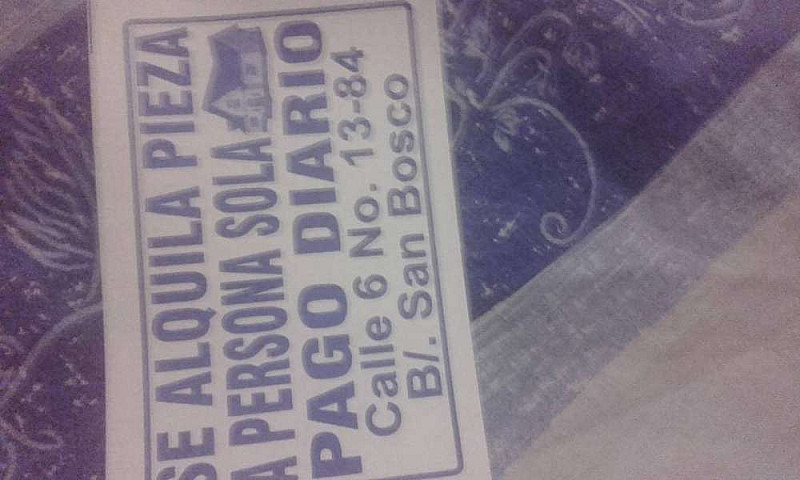 SE ALQUILA PIEZA
A PERSONA SOLA
PAGO DIARIO
Calle 6 No. 13-84
B/. San Bosco